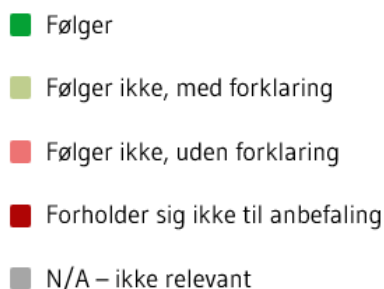 Følger
Følger ikke, med forklaring
Følger ikke, uden forklaring
Forholder sig ikke til anbefaling
N/A – ikke relevant